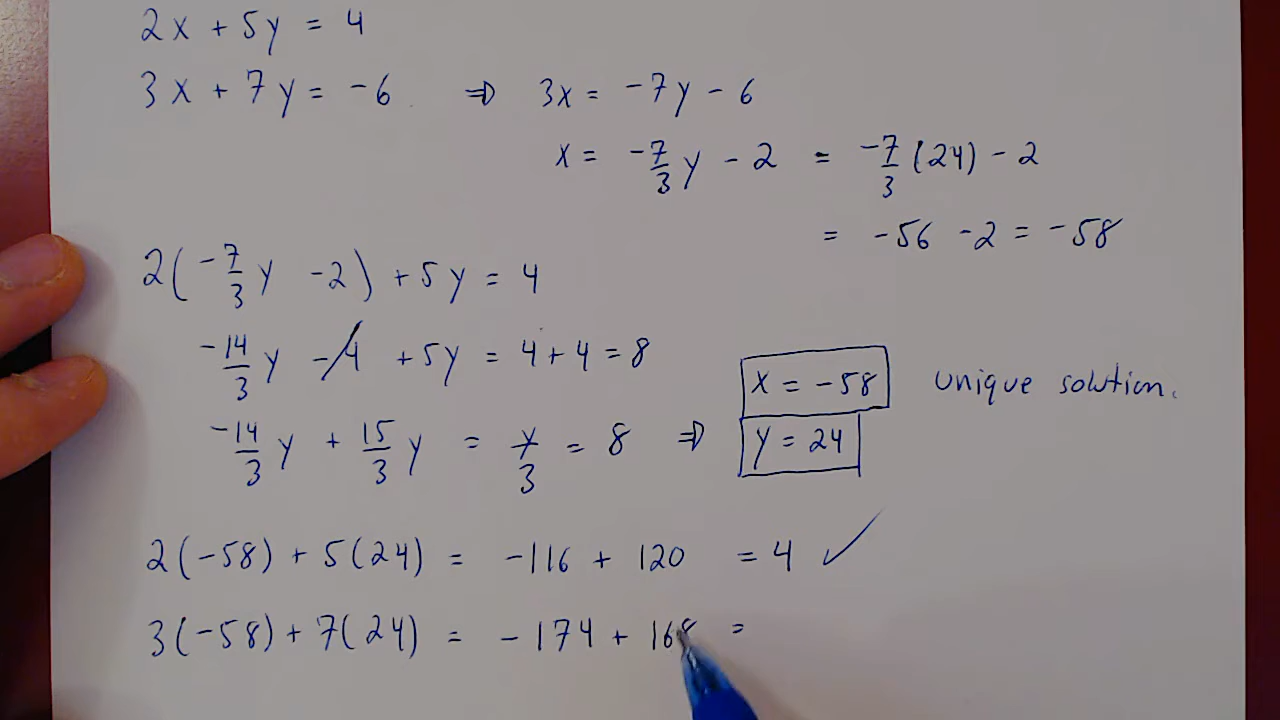 2x + 5y = 4
3x + 7y = -6 ⇒ 3x = -7y - 6
x = -7/3 y - 2 = -7/3 (24) - 2
= -56 - 2 = -58
2(-7/3 y - 2) + 5y = 4
-14/3 y - 4 + 5y = 4 + 4 = 8
x = -58 unique solution.
-14/3 y + 15/3 y = y/3 = 8 ⇒ y = 24
2(-58) + 5(24) = -116 + 120 = 4 ✓
3(-58) + 7(24) = -174 + 168 =